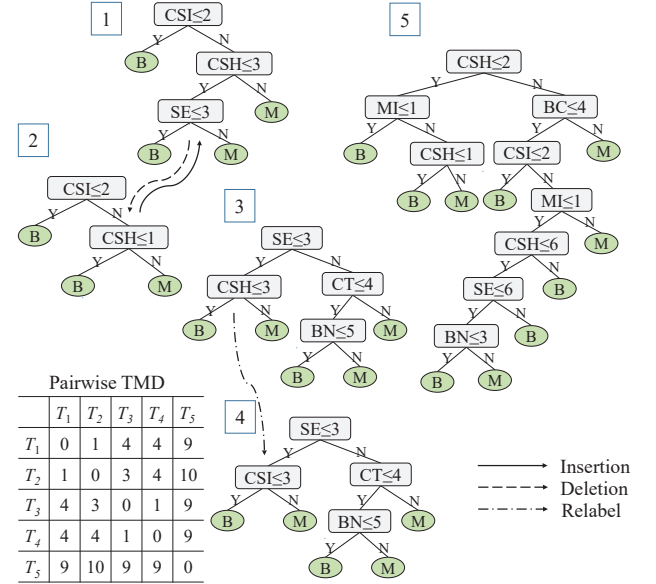 1
CSI≤2
Y N
B
CSH≤3
Y N
SE≤3
M
Y N
B M
2
CSI≤2
Y N
B
CSH≤1
Y N
B M
3
SE≤3
Y N
CSH≤3 CT≤4
Y N Y N
B M BN≤5 M
Y N
B M
4
SE≤3
Y N
CSI≤3 CT≤4
Y N Y N
B M BN≤5 M
Y N
B M
5
CSH≤2
Y N
MI≤1 BC≤4
Y N Y N
B CSH≤1 CSI≤2 M
Y N Y N
B M B MI≤1
Y N
CSH≤6 M
Y N
SE≤6 B
Y N
BN≤3 B
Y N
B M
Pairwise TMD
T1 T2 T3 T4 T5
T1 0 1 4 4 9
T2 1 0 3 4 10
T3 4 3 0 1 9
T4 4 4 1 0 9
T5 9 10 9 9 0
Insertion
Deletion
Relabel